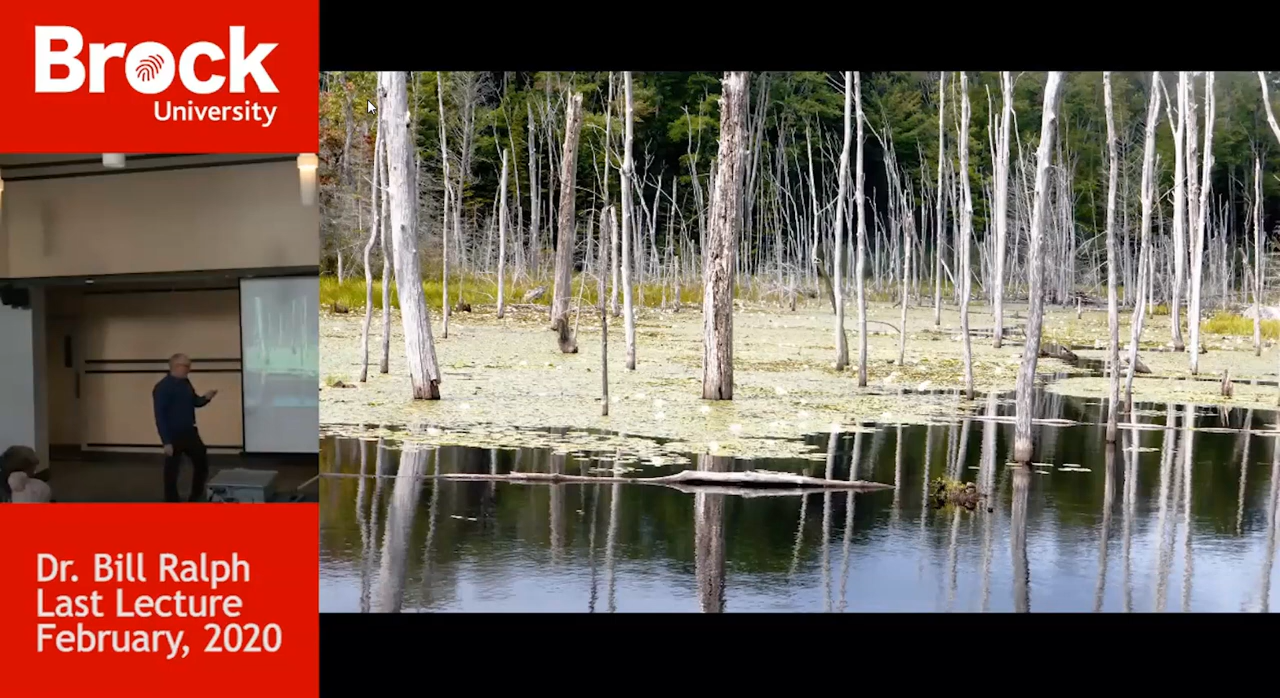 Brock
University
Dr. Bill Ralph
Last Lecture
February, 2020